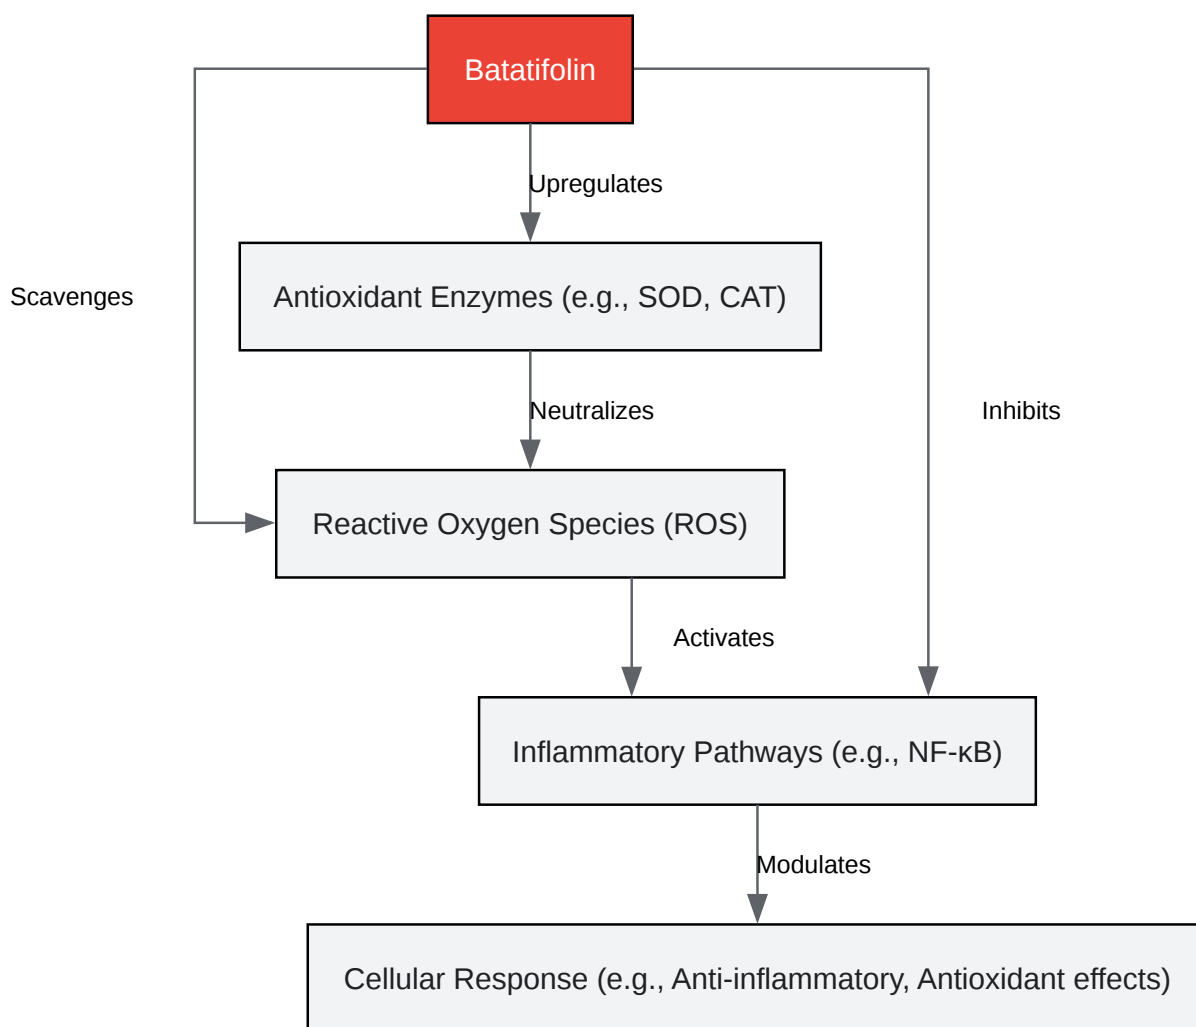 Batatifolin
Upregulates
Antioxidant Enzymes (e.g., SOD, CAT)
Scavenges
Neutralizes
Inhibits
Reactive Oxygen Species (ROS)
Activates
Inflammatory Pathways (e.g., NF-κB)
Modulates
Cellular Response (e.g., Anti-inflammatory, Antioxidant effects)